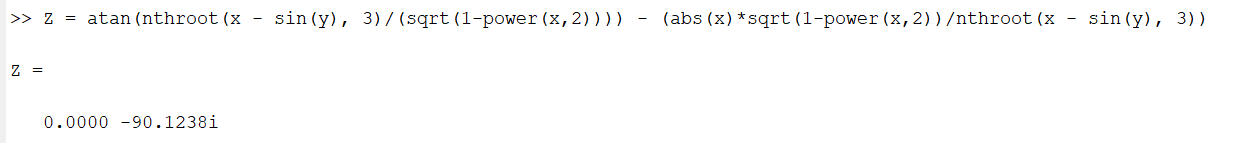 >> Z = atan(nthroot(x - sin(y), 3)/(sqrt(1-power(x,2)))) - (abs(x)*sqrt(1-power(x,2))/nthroot(x - sin(y), 3))
Z =
0.0000 -90.1238i